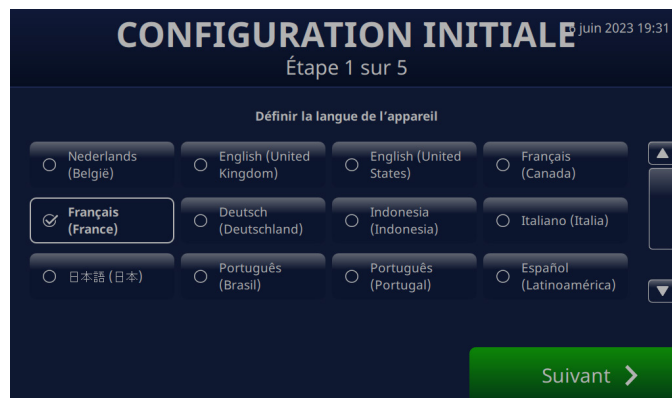 CONFIGURATION INITIALE
juin 2023 19:31
Étape 1 sur 5
Définir la langue de l'appareil
Nederlands
(België)
English (United
Kingdom)
English (United
States)
Français
(Canada)
Français
(France)
Deutsch
(Deutschland)
Indonesia
(Indonesia)
Italiano (Italia)
日本語 (日本)
Português
(Brasil)
Português
(Portugal)
Español
(Latinoamérica)
Suivant